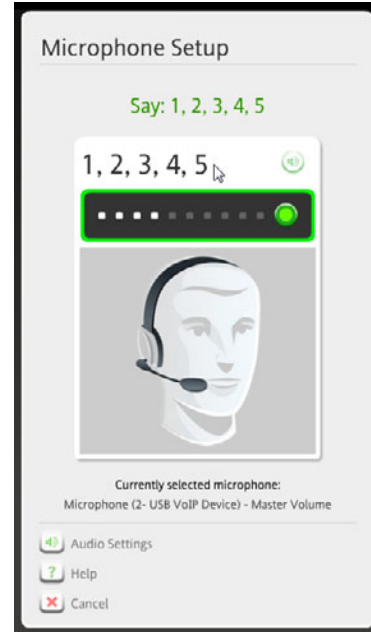 Microphone Setup
Say: 1, 2, 3, 4, 5
1, 2, 3, 4, 5
Currently selected microphone:
Microphone (2- USB VoIP Device) - Master Volume
Audio Settings
? Help
Cancel